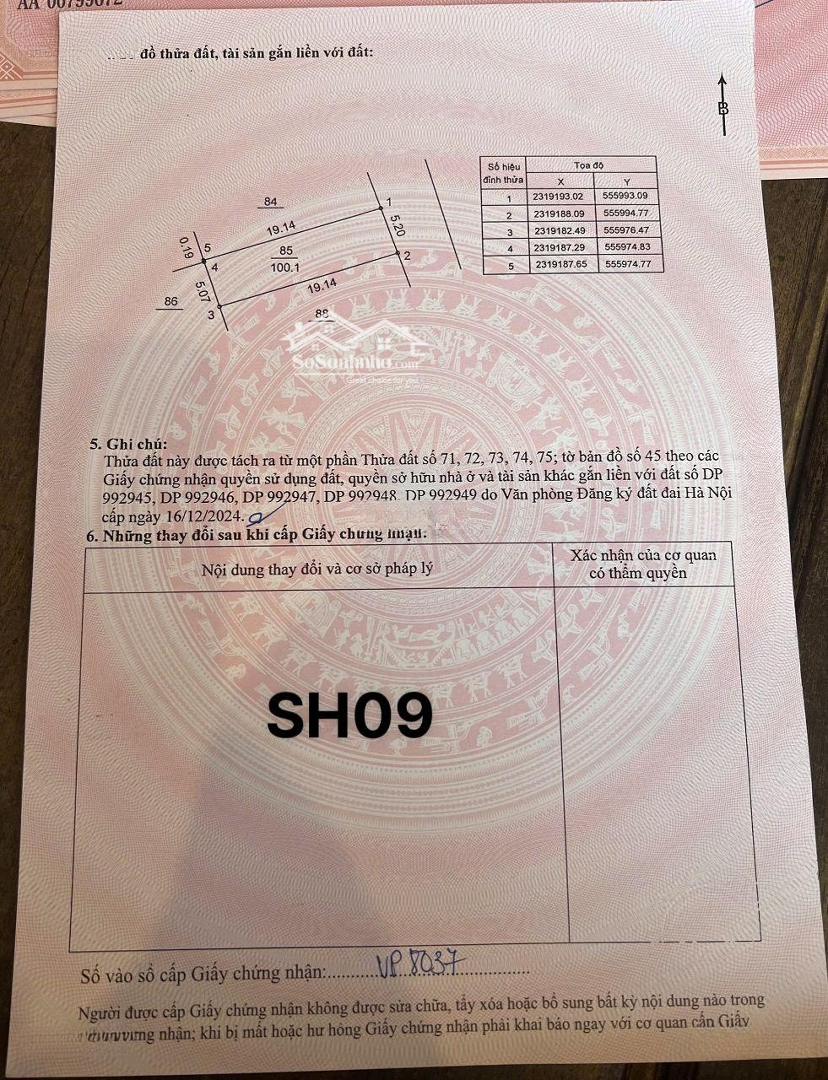 AA 00799672
đồ thửa đất, tài sản gắn liền với đất:
B
Số hiệu đỉnh thửa Tọa độ
X Y
1 2319193.02 555993.09
2 2319188.09 555994.77
3 2319182.49 555976.47
4 2319187.29 555974.83
5 2319187.65 555974.77
84
1
19.14
5.20
0.19
5
85
100.1
4
2
19.14
5.07
86
3
88
SoSanhnha.com
Great choice for you
5. Ghi chú:
Thửa đất này được tách ra từ một phần Thửa đất số 71, 72, 73, 74, 75; tờ bản đồ số 45 theo các
Giấy chứng nhận quyền sử dụng đất, quyền sở hữu nhà ở và tài sản khác gắn liền với đất số DP
992945, DP 992946, DP 992947, DP 992948, DP 992949 do Văn phòng Đăng ký đất đai Hà Nội
cấp ngày 16/12/2024.
6. Những thay đổi sau khi cấp Giấy chứng nhận:
Nội dung thay đổi và cơ sở pháp lý
Xác nhận của cơ quan
có thẩm quyền
SH09
Số vào sổ cấp Giấy chứng nhận:.........VP 8037.....................
Người được cấp Giấy chứng nhận không được sửa chữa, tẩy xóa hoặc bổ sung bất kỳ nội dung nào trong
nhận; khi bị mất hoặc hư hỏng Giấy chứng nhận phải khai báo ngay với cơ quan cấp Giấy